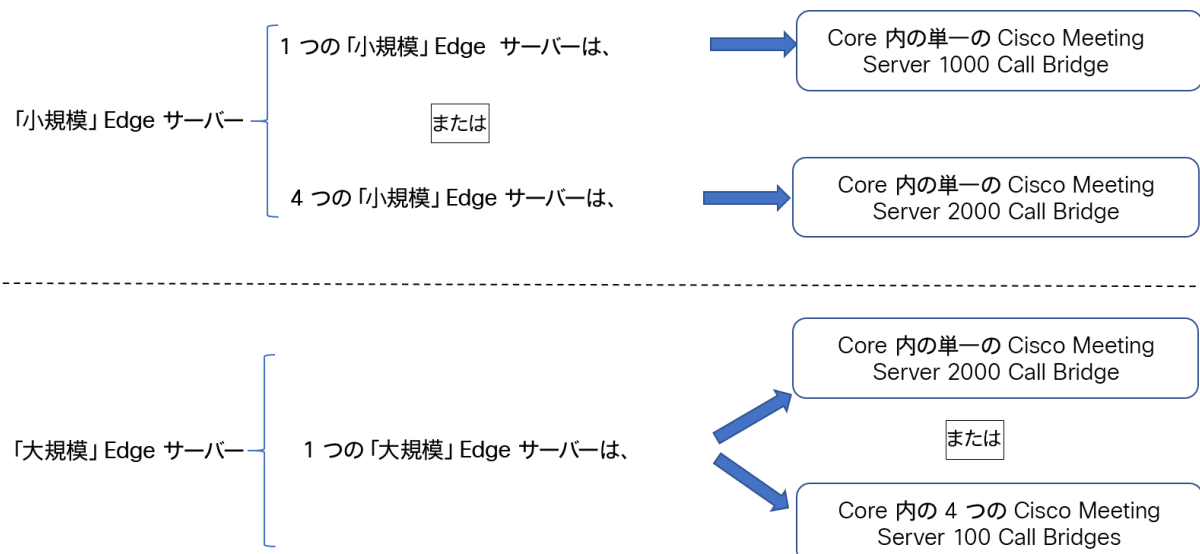 1 つの「小規模」Edge サーバーは、
Core 内の単一の Cisco Meeting
Server 1000 Call Bridge
「小規模」Edge サーバー
または
4 つの「小規模」Edge サーバーは、
Core 内の単一の Cisco Meeting
Server 2000 Call Bridge
Core 内の単一の Cisco Meeting
Server 2000 Call Bridge
「大規模」Edge サーバー
1 つの「大規模」Edge サーバーは、
または
Core 内の 4 つの Cisco Meeting
Server 100 Call Bridges